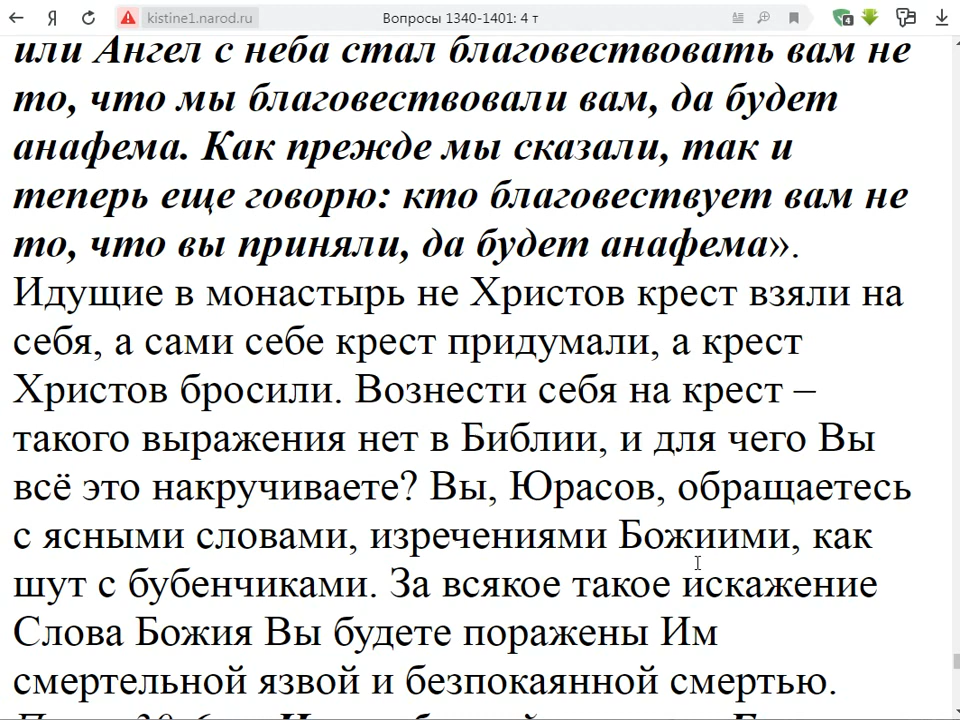 Я kistine1.narod.ru Вопросы 1340-1401: 4 т 4
или Ангел с неба стал благовествовать вам не
то, что мы благовествовали вам, да будет
анафема. Как прежде мы сказали, так и
теперь еще говорю: кто благовествует вам не
то, что вы приняли, да будет анафема».
Идущие в монастырь не Христов крест взяли на
себя, а сами себе крест придумали, а крест
Христов бросили. Вознести себя на крест –
такого выражения нет в Библии, и для чего Вы
всё это накручиваете? Вы, Юрасов, обращаетесь
с ясными словами, изречениями Божиими, как
шут с бубенчиками. За всякое такое искажение
Слова Божия Вы будете поражены Им
смертельной язвой и безпокаянной смертью.